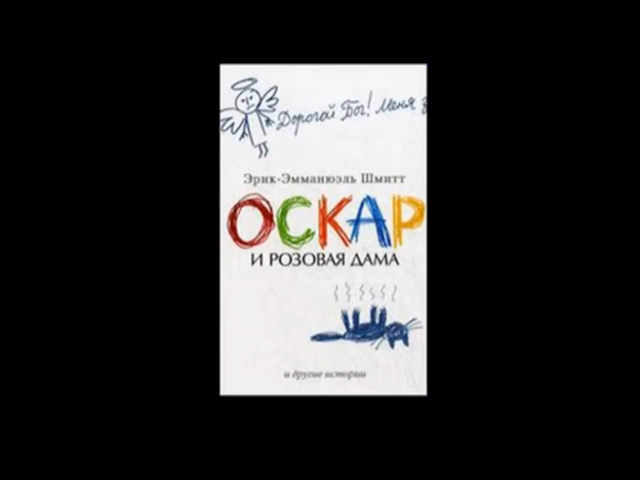 Дорогой Бог! Меня
Эрик-Эмманюэль Шмитт
ОСКАР
И РОЗОВАЯ ДАМА
и другие истории